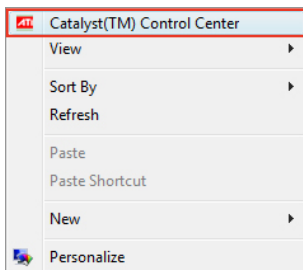 ATI Catalyst(TM) Control Center
View
Sort By
Refresh
Paste
Paste Shortcut
New
Personalize